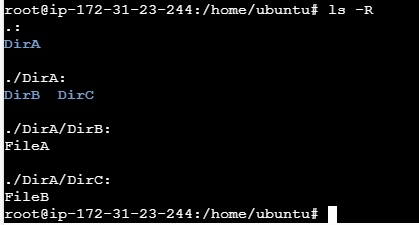 root@ip-172-31-23-244:/home/ubuntu# ls -R
.:
DirA
./DirA:
DirB  DirC
./DirA/DirB:
FileA
./DirA/DirC:
FileB
root@ip-172-31-23-244:/home/ubuntu#